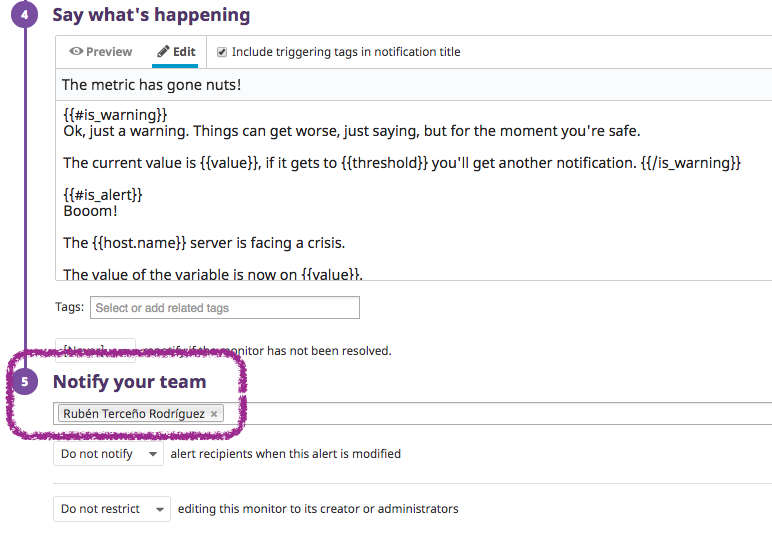 4 Say what's happening
Preview Edit Include triggering tags in notification title
The metric has gone nuts!
{{#is_warning}}
Ok, just a warning. Things can get worse, just saying, but for the moment you're safe.
The current value is {{value}}, if it gets to {{threshold}} you'll get another notification. {{/is_warning}}
{{#is_alert}}
Booom!
The {{host.name}} server is facing a crisis.
The value of the variable is now on {{value}}.
Tags: Select or add related tags
[Never] renotify if the monitor has not been resolved.
5 Notify your team
Rubén Terceño Rodríguez ×
Do not notify alert recipients when this alert is modified
Do not restrict editing this monitor to its creator or administrators